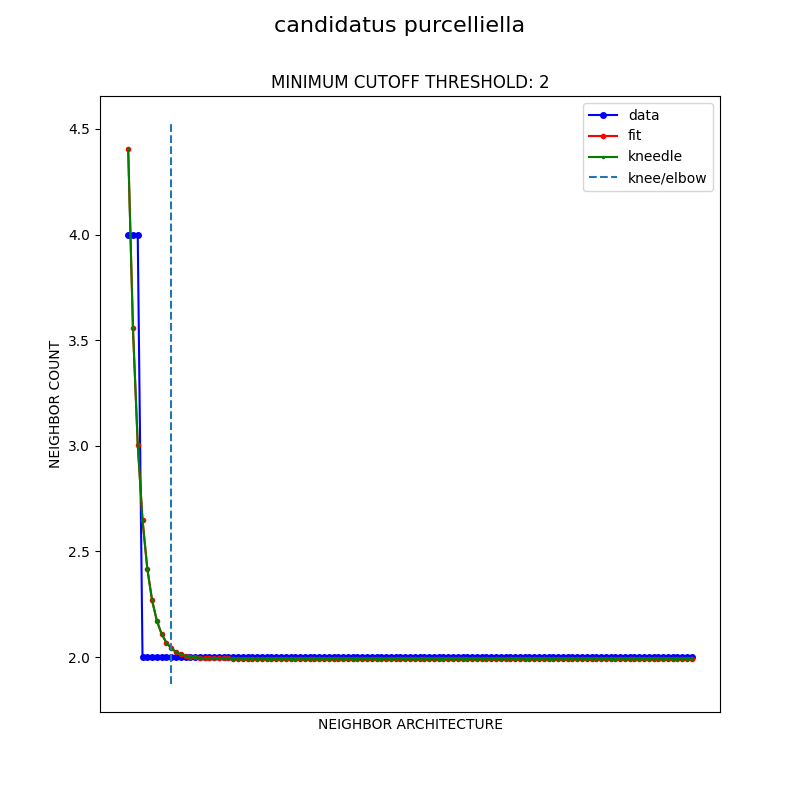 candidatus purcelliella
MINIMUM CUTOFF THRESHOLD: 2
data
fit
kneedle
knee/elbow
4.5
4.0
3.5
3.0
2.5
2.0
NEIGHBOR COUNT
NEIGHBOR ARCHITECTURE